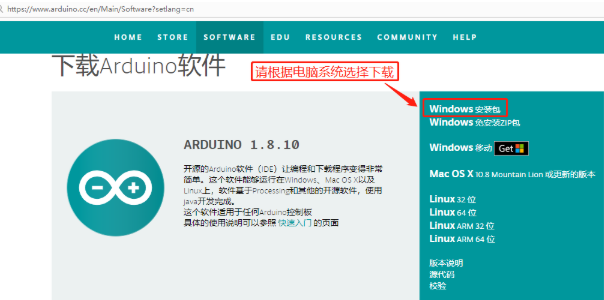 https://www.arduino.cc/en/Main/Software?setlang=cn
HOME STORE SOFTWARE EDU RESOURCES COMMUNITY HELP
下载Arduino软件
请根据电脑系统选择下载
ARDUINO 1.8.10
开源的Arduino软件（IDE）让编程和下载程序变得非常
简单。这个软件能够运行在Windows、Mac OS X以及
Linux上，软件基于Processing和其他的开源软件，使用
java开发完成。
这个软件适用于任何Arduino控制板
具体的使用说明可以参照 快速入门 的页面
Windows 安装包
Windows 免安装ZIP包
Windows 移动 Get
Mac OS X 10.8 Mountain Lion 或更新的版本
Linux 32 位
Linux 64 位
Linux ARM 32 位
Linux ARM 64 位
版本说明
源代码
校验